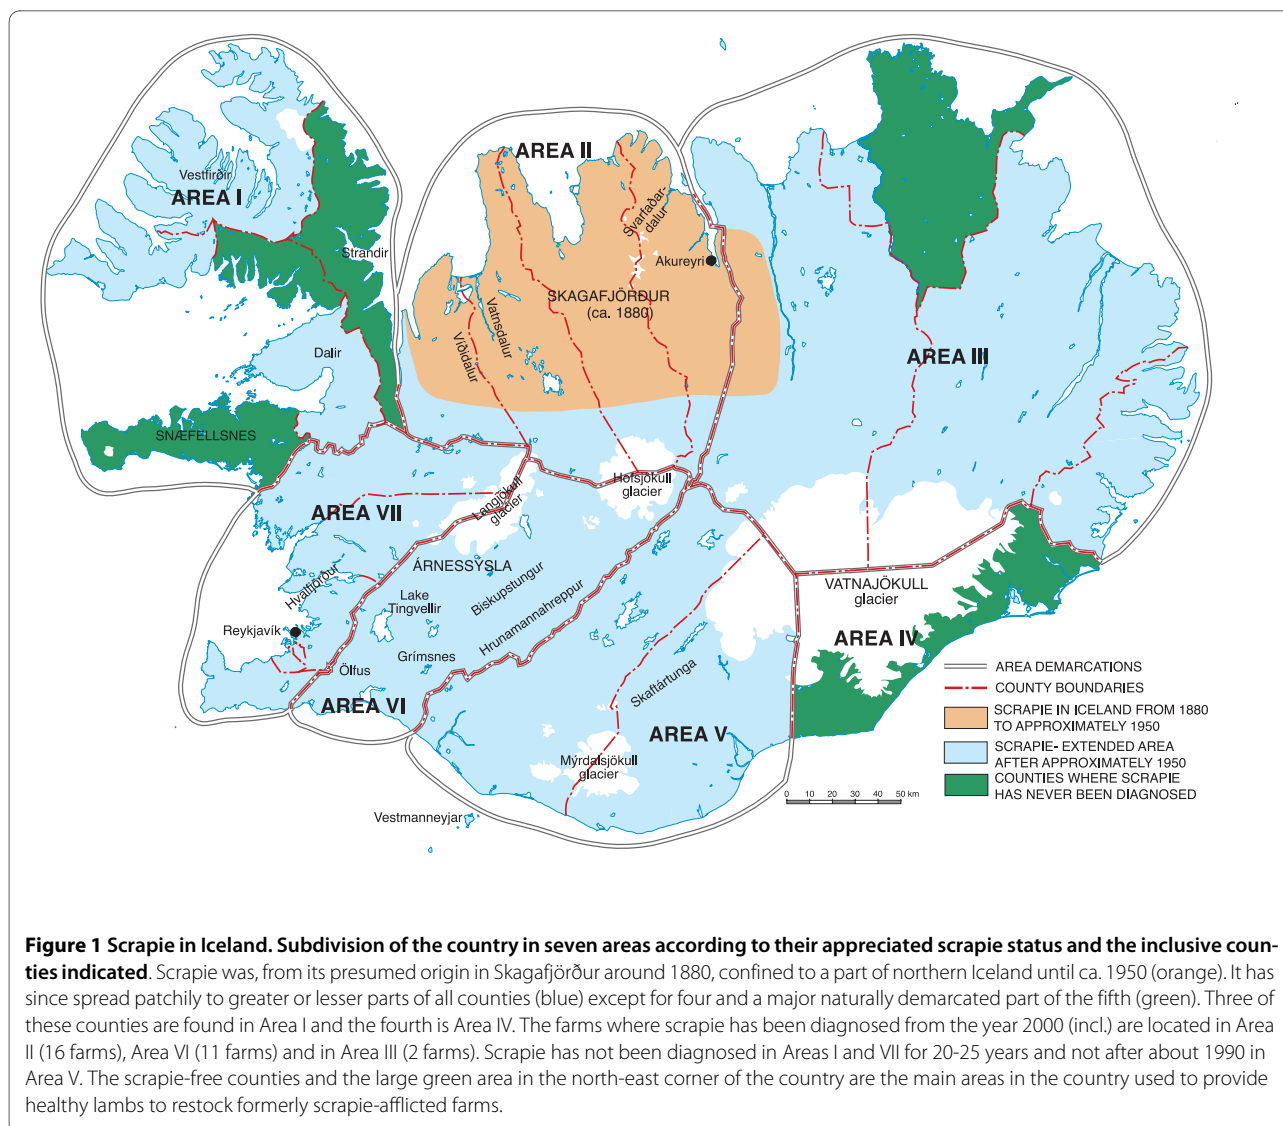 AREA II
Vestfirðir
AREA I
Svarfaðar-
dalur
Strandir
Akureyri
SKAGAFJÖRDUR
(ca. 1880)
Vatnsdalur
Víðidalur
Dalir
AREA III
SNÆFELLSNES
Hofsjökull
glacier
Langjökull
glacier
AREA VII
ÁRNESSÝSLA
Hvalfjörður
Biskupstungur
Lake
Tingvellir
Hrunamannahreppur
VATNAJÖKULL
glacier
Reykjavík
AREA IV
Grímsnes
Ölfus
Skaftártunga
AREA VI
AREA V
Mýrdalsjökull
glacier
Vestmanneyjar
AREA DEMARCATIONS
COUNTY BOUNDARIES
SCRAPIE IN ICELAND FROM 1880
TO APPROXIMATELY 1950
SCRAPIE- EXTENDED AREA
AFTER APPROXIMATELY 1950
COUNTIES WHERE SCRAPIE
HAS NEVER BEEN DIAGNOSED
0 10 20 30 40 50 km
Figure 1 Scrapie in Iceland. Subdivision of the country in seven areas according to their appreciated scrapie status and the inclusive coun-
ties indicated. Scrapie was, from its presumed origin in Skagafjörður around 1880, confined to a part of northern Iceland until ca. 1950 (orange). It has
since spread patchily to greater or lesser parts of all counties (blue) except for four and a major naturally demarcated part of the fifth (green). Three of
these counties are found in Area I and the fourth is Area IV. The farms where scrapie has been diagnosed from the year 2000 (incl.) are located in Area
II (16 farms), Area VI (11 farms) and in Area III (2 farms). Scrapie has not been diagnosed in Areas I and VII for 20-25 years and not after about 1990 in
Area V. The scrapie-free counties and the large green area in the north-east corner of the country are the main areas in the country used to provide
healthy lambs to restock formerly scrapie-afflicted farms.